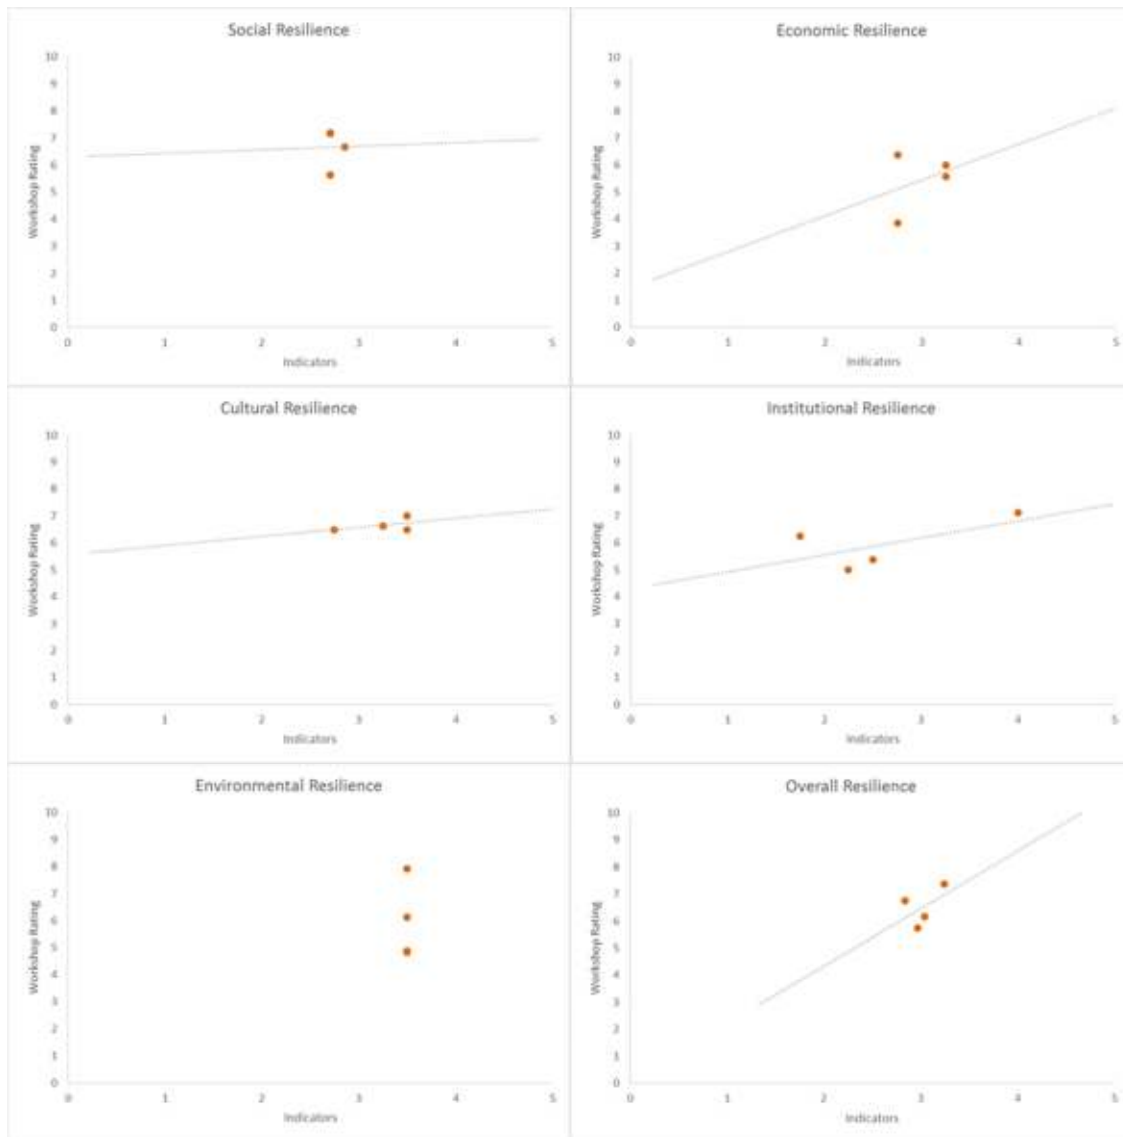 Social Resilience
10
9
8
7
6
5
4
3
2
1
0
Workshop Rating
0 1 2 3 4 5
Indicators
Economic Resilience
10
9
8
7
6
5
4
3
2
1
0
Workshop Rating
0 1 2 3 4 5
Indicators
Cultural Resilience
10
9
8
7
6
5
4
3
2
1
0
Workshop Rating
0 1 2 3 4 5
Indicators
Institutional Resilience
10
9
8
7
6
5
4
3
2
1
0
Workshop Rating
0 1 2 3 4 5
Indicators
Environmental Resilience
10
9
8
7
6
5
4
3
2
1
0
Workshop Rating
0 1 2 3 4 5
Indicators
Overall Resilience
10
9
8
7
6
5
4
3
2
1
0
Workshop Rating
0 1 2 3 4 5
Indicators